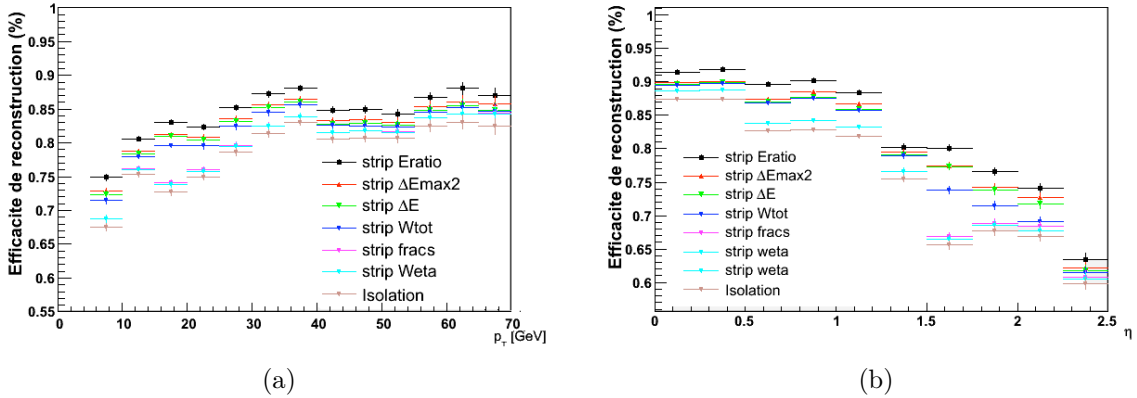 Efficacite de reconstruction (%)
1
0.95
0.9
0.85
0.8
0.75
0.7
0.65
0.6
0.55
0 10 20 30 40 50 60 70
p_T [GeV]
strip Eratio
strip ΔEmax2
strip ΔE
strip Wtot
strip fracs
strip Weta
Isolation
(a)
Efficacite de reconstruction (%)
1
0.95
0.9
0.85
0.8
0.75
0.7
0.65
0.6
0 0.5 1 1.5 2 2.5
η
strip Eratio
strip ΔEmax2
strip ΔE
strip Wtot
strip fracs
strip weta
strip weta
Isolation
(b)